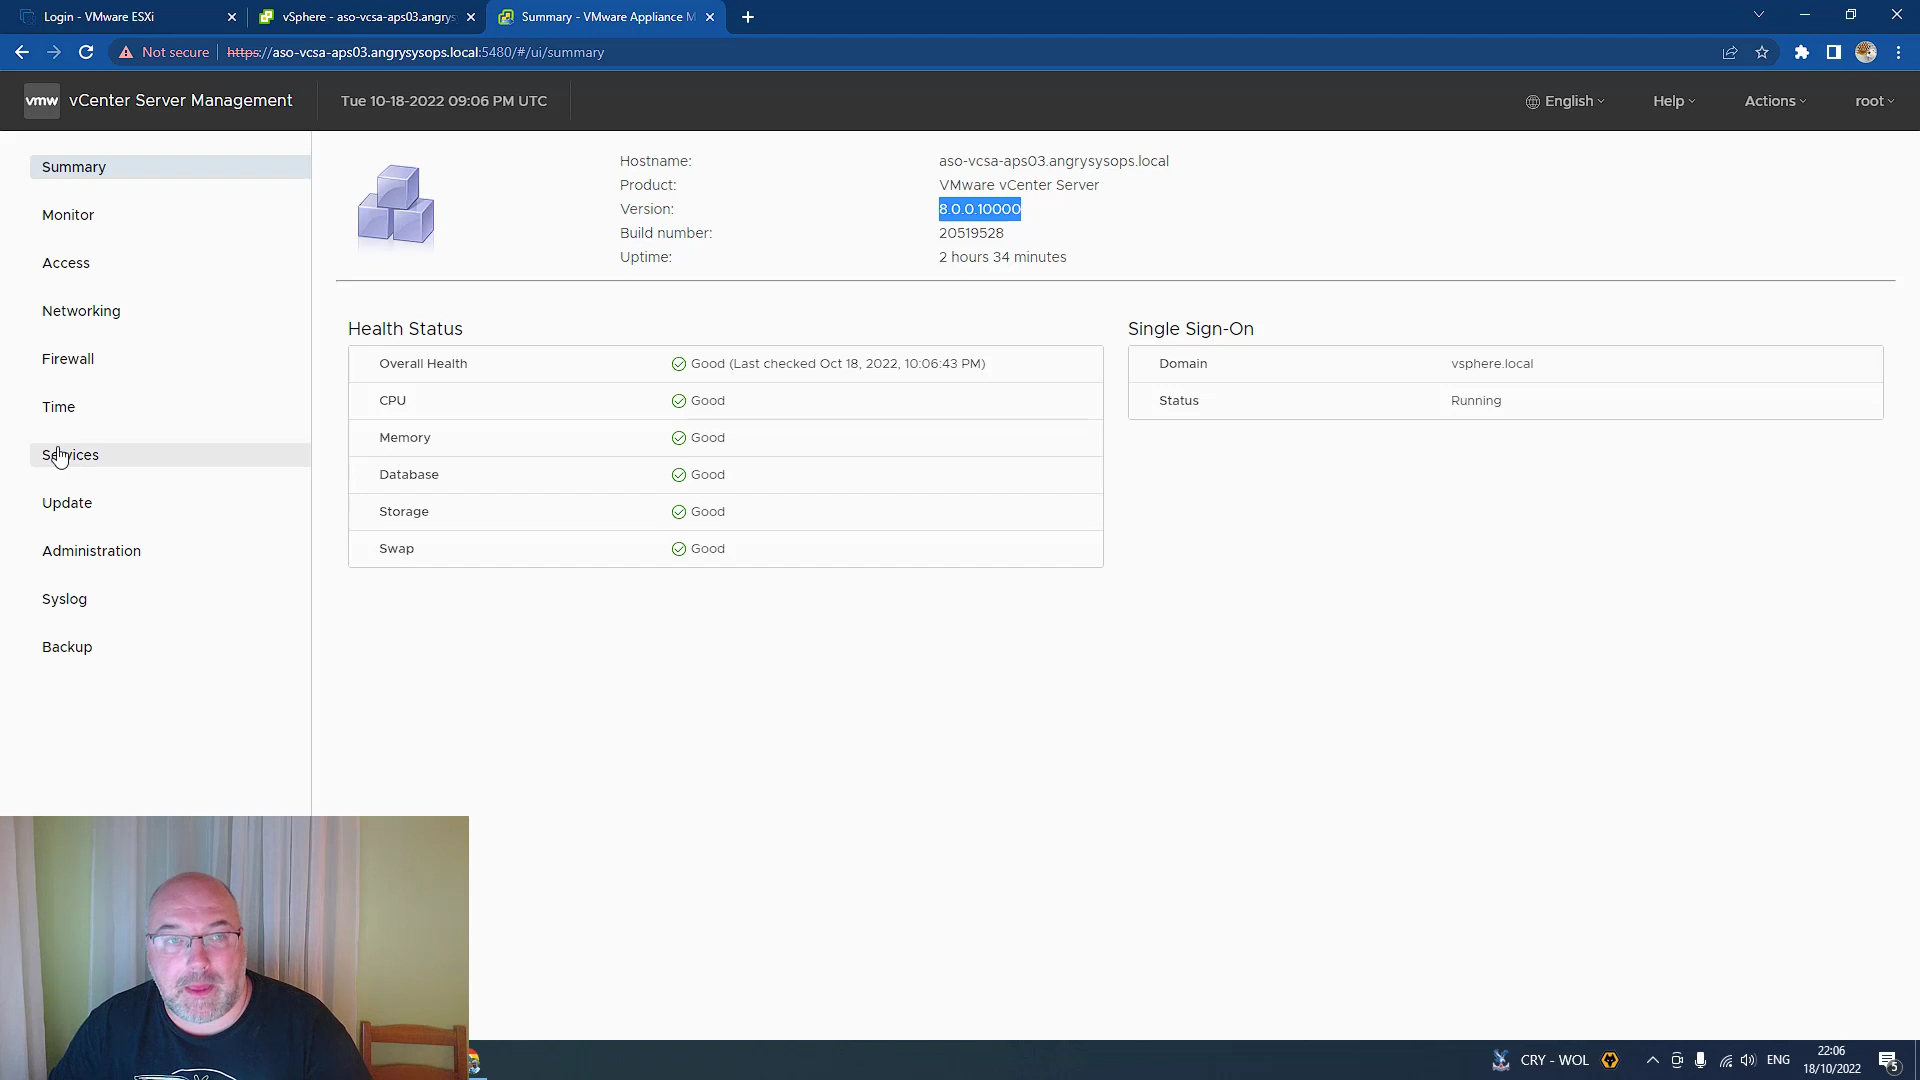 Login - VMware ESXi
vSphere - aso-vcsa-aps03.angrys
Summary - VMware Appliance M
Not secure
https://aso-vcsa-aps03.angrysysops.local:5480/#/ui/summary
vmw
vCenter Server Management
Tue 10-18-2022 09:06 PM UTC
English
Help
Actions
root
Summary
Monitor
Access
Networking
Firewall
Time
Services
Update
Administration
Syslog
Backup
Hostname: aso-vcsa-aps03.angrysysops.local
Product: VMware vCenter Server
Version: 8.0.0.10000
Build number: 20519528
Uptime: 2 hours 34 minutes
Health Status
Overall Health Good (Last checked Oct 18, 2022, 10:06:43 PM)
CPU Good
Memory Good
Database Good
Storage Good
Swap Good
Single Sign-On
Domain vsphere.local
Status Running
CRY - WOL
ENG
22:06
18/10/2022
5